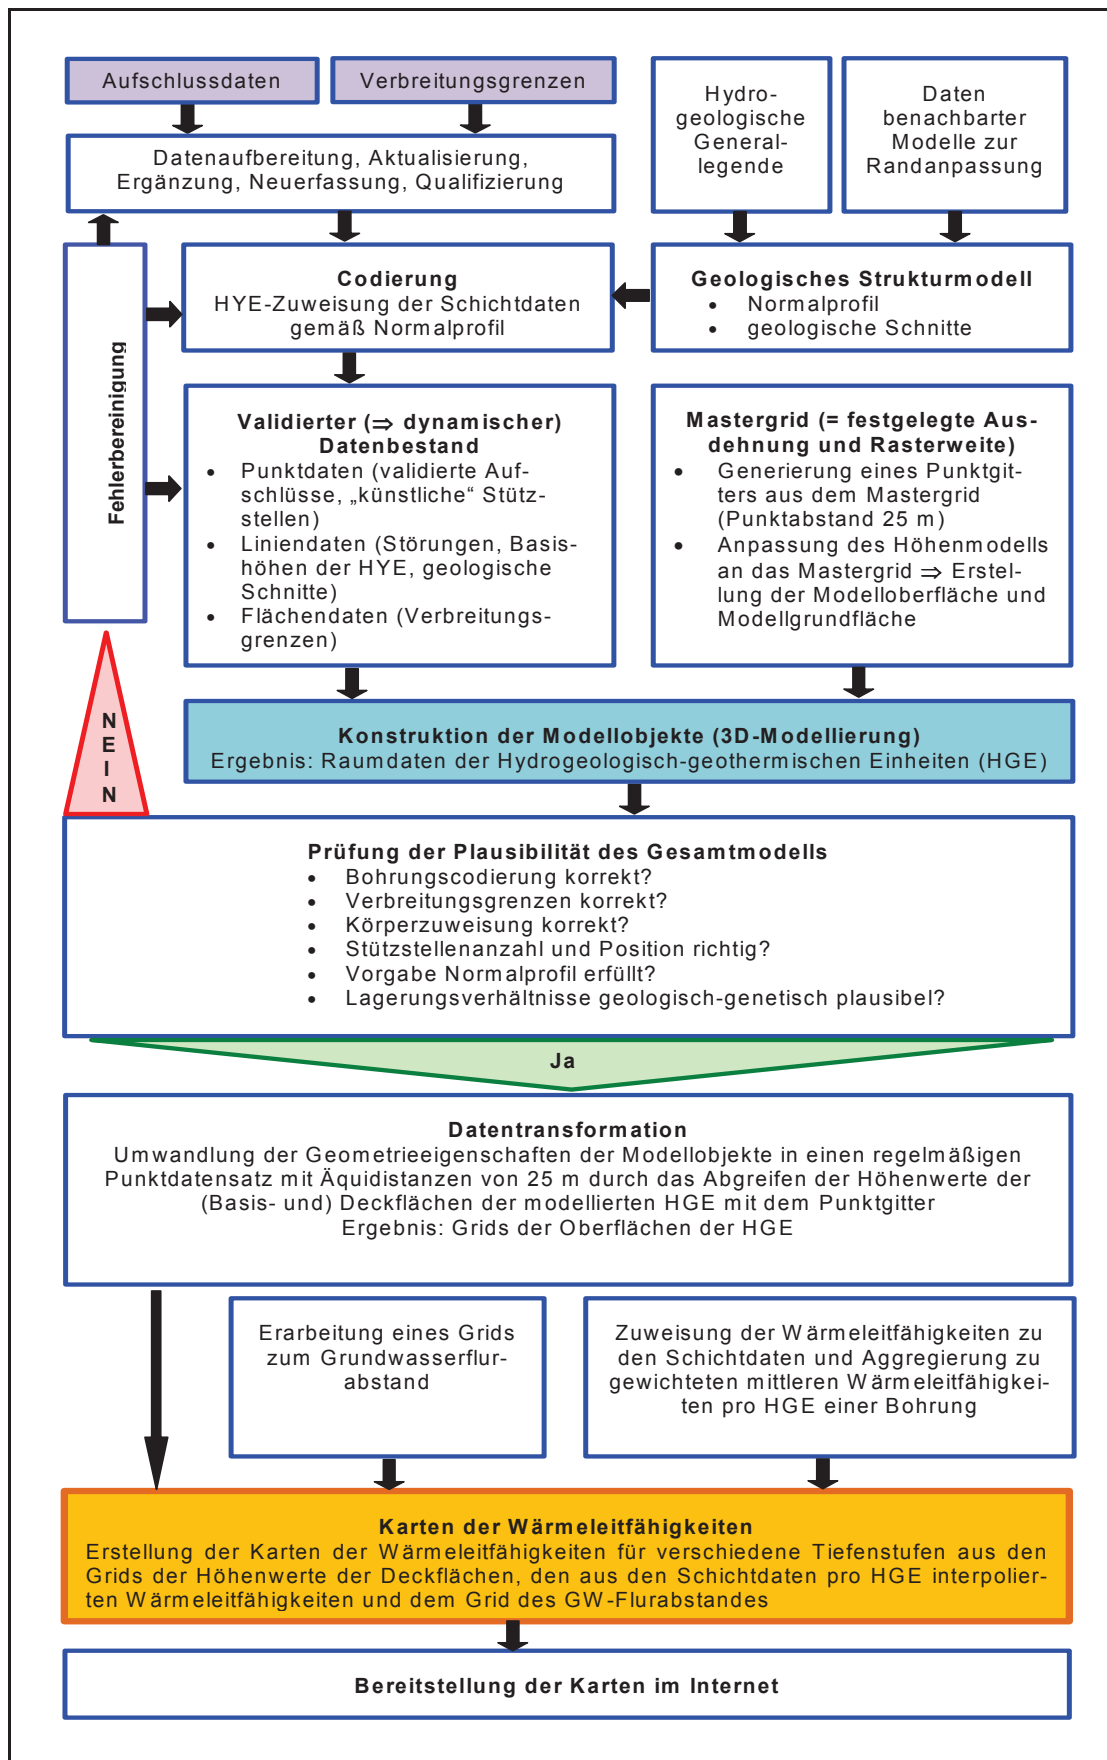 Aufschlussdaten
Verbreitungsgrenzen
Hydro-
geologische
General-
legende
Daten
benachbarter
Modelle zur
Randanpassung
Datenaufbereitung, Aktualisierung,
Ergänzung, Neuerfassung, Qualifizierung
Fehlerbereinigung
Codierung
HYE-Zuweisung der Schichtdaten
gemäß Normalprofil
Geologisches Strukturmodell
• Normalprofil
• geologische Schnitte
Validierter (⇒ dynamischer)
Datenbestand
• Punktdaten (validierte Auf-
schlüsse, „künstliche“ Stütz-
stellen)
• Liniendaten (Störungen, Basis-
höhen der HYE, geologische
Schnitte)
• Flächendaten (Verbreitungs-
grenzen)
Mastergrid (= festgelegte Aus-
dehnung und Rasterweite)
• Generierung eines Punktgit-
ters aus dem Mastergrid
(Punktabstand 25 m)
• Anpassung des Höhenmodells
an das Mastergrid ⇒ Erstel-
lung der Modelloberfläche und
Modellgrundfläche
N
E
I
N
Konstruktion der Modellobjekte (3D-Modellierung)
Ergebnis: Raumdaten der Hydrogeologisch-geothermischen Einheiten (HGE)
Prüfung der Plausibilität des Gesamtmodells
• Bohrungscodierung korrekt?
• Verbreitungsgrenzen korrekt?
• Körperzuweisung korrekt?
• Stützstellenanzahl und Position richtig?
• Vorgabe Normalprofil erfüllt?
• Lagerungsverhältnisse geologisch-genetisch plausibel?
Ja
Datentransformation
Umwandlung der Geometrieeigenschaften der Modellobjekte in einen regelmäßigen
Punktdatensatz mit Äquidistanzen von 25 m durch das Abgreifen der Höhenwerte der
(Basis- und) Deckflächen der modellierten HGE mit dem Punktgitter
Ergebnis: Grids der Oberflächen der HGE
Erarbeitung eines Grids
zum Grundwasserflur-
abstand
Zuweisung der Wärmeleitfähigkeiten zu
den Schichtdaten und Aggregierung zu
gewichteten mittleren Wärmeleitfähigkei-
ten pro HGE einer Bohrung
Karten der Wärmeleitfähigkeiten
Erstellung der Karten der Wärmeleitfähigkeiten für verschiedene Tiefenstufen aus den
Grids der Höhenwerte der Deckflächen, den aus den Schichtdaten pro HGE interpolier-
ten Wärmeleitfähigkeiten und dem Grid des GW-Flurabstandes
Bereitstellung der Karten im Internet